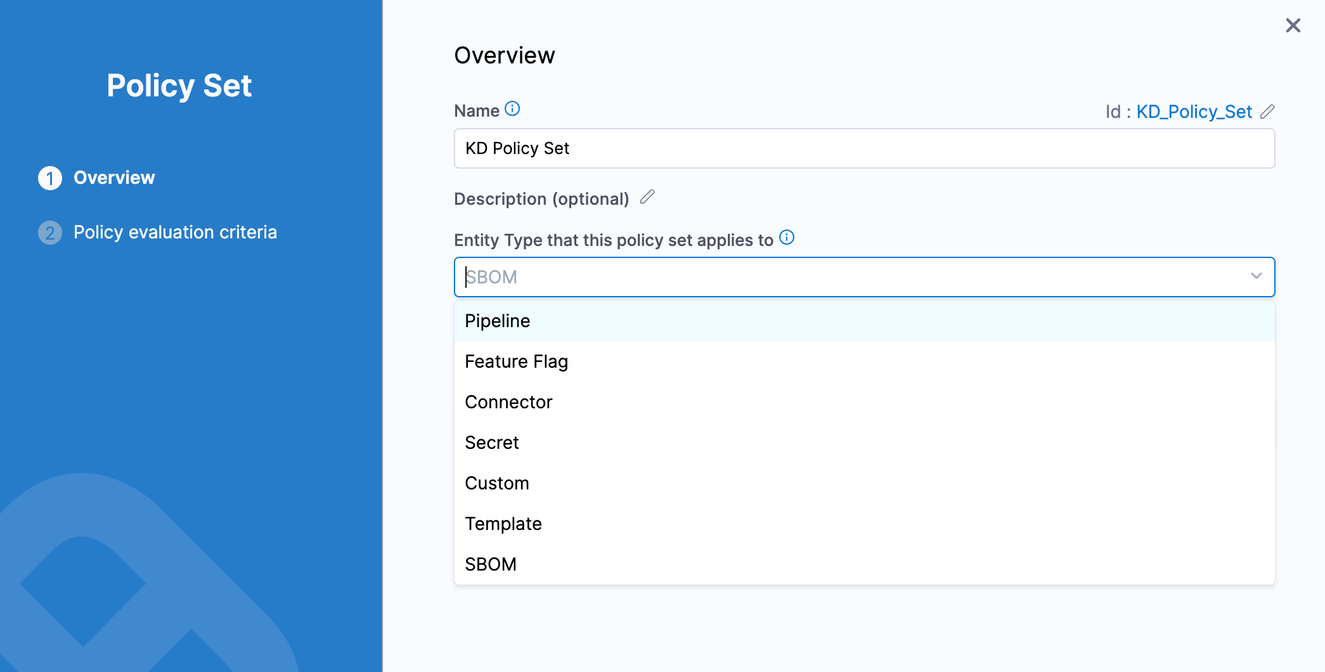 Policy Set
1 Overview
2 Policy evaluation criteria
Overview
Name
Id : KD_Policy_Set
KD Policy Set
Description (optional)
Entity Type that this policy set applies to
SBOM
Pipeline
Feature Flag
Connector
Secret
Custom
Template
SBOM